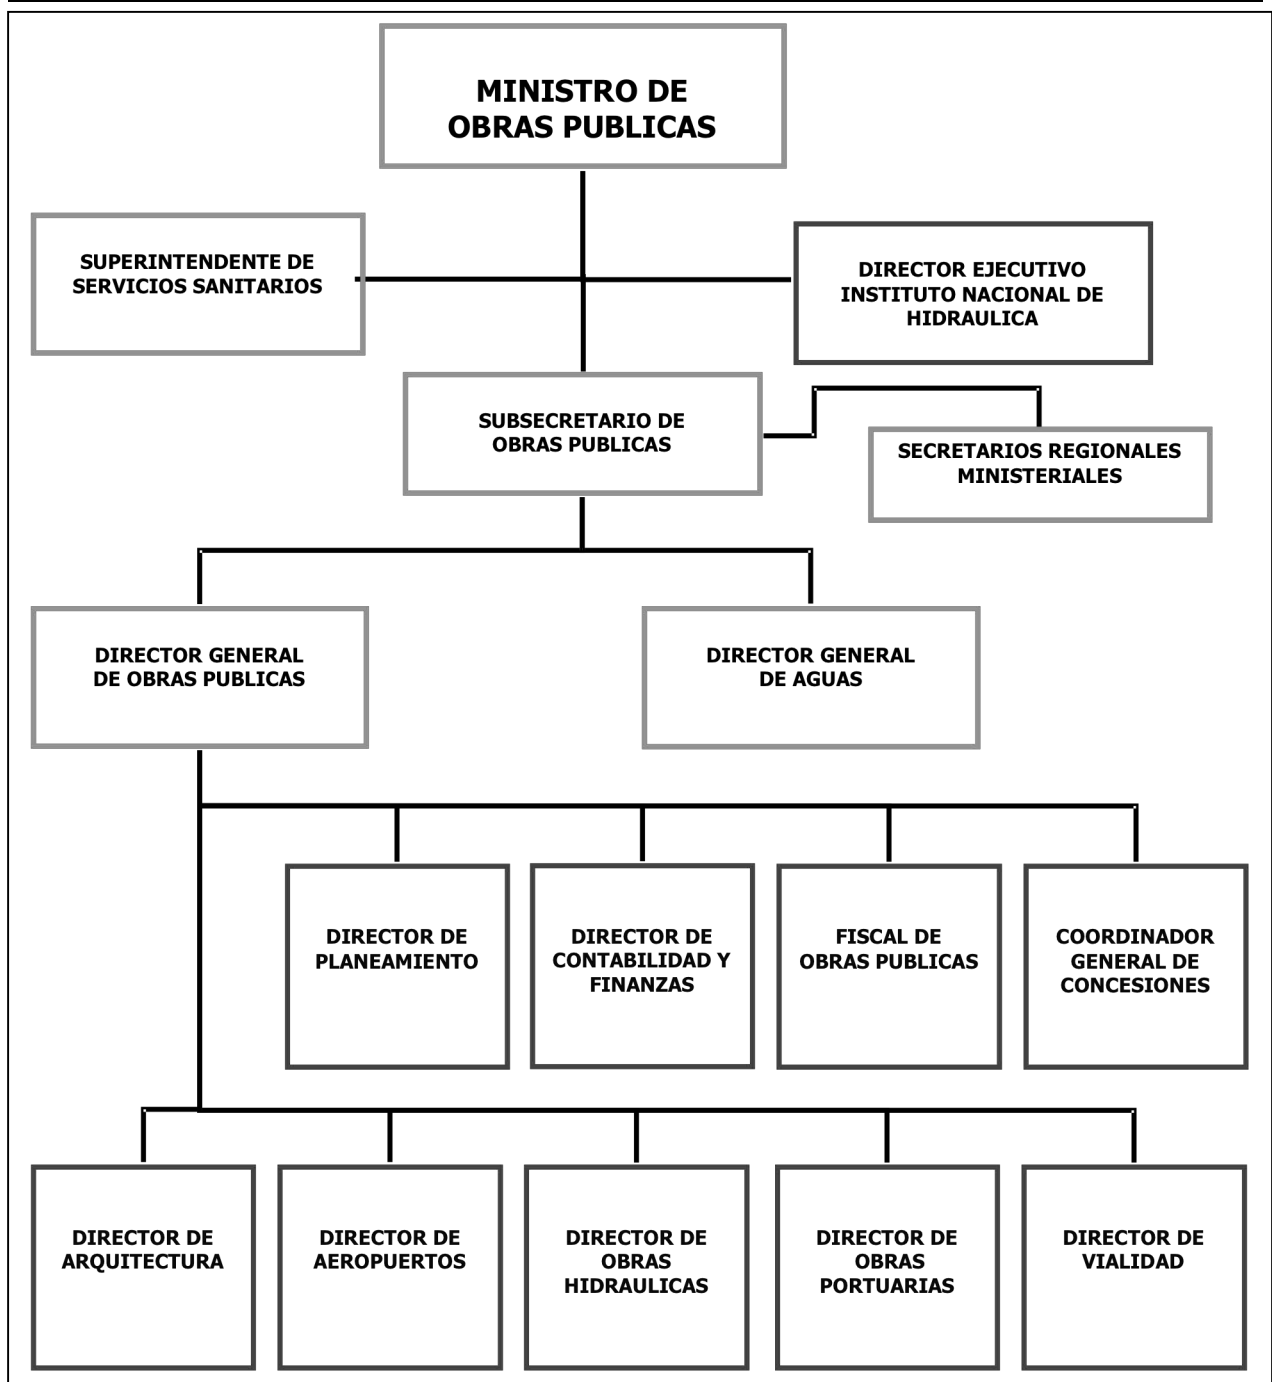 MINISTRO DE
OBRAS PUBLICAS
SUPERINTENDENTE DE
SERVICIOS SANITARIOS
DIRECTOR EJECUTIVO
INSTITUTO NACIONAL DE
HIDRAULICA
SUBSECRETARIO DE
OBRAS PUBLICAS
SECRETARIOS REGIONALES
MINISTERIALES
DIRECTOR GENERAL
DE OBRAS PUBLICAS
DIRECTOR GENERAL
DE AGUAS
DIRECTOR DE
PLANEAMIENTO
DIRECTOR DE
CONTABILIDAD Y
FINANZAS
FISCAL DE
OBRAS PUBLICAS
COORDINADOR
GENERAL DE
CONCESIONES
DIRECTOR DE
ARQUITECTURA
DIRECTOR DE
AEROPUERTOS
DIRECTOR DE
OBRAS
HIDRAULICAS
DIRECTOR DE
OBRAS
PORTUARIAS
DIRECTOR DE
VIALIDAD